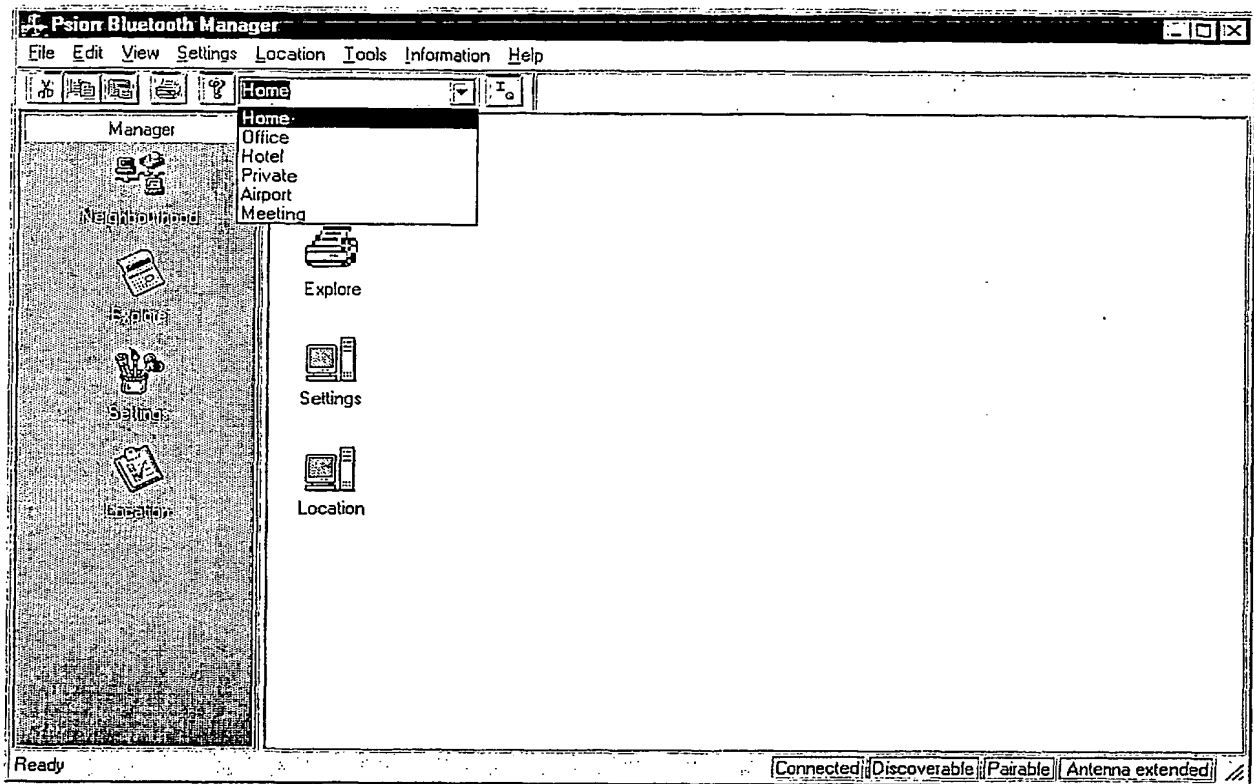 Psion Bluetooth Manager
File Edit View Settings Location Tools Information Help
Home
Manager
Home
Office
Hotel
Private
Airport
Meeting
Neighbourhood
Explore
Settings
Location
Explore
Settings
Location
Ready Connected Discoverable Pairable Antenna extended